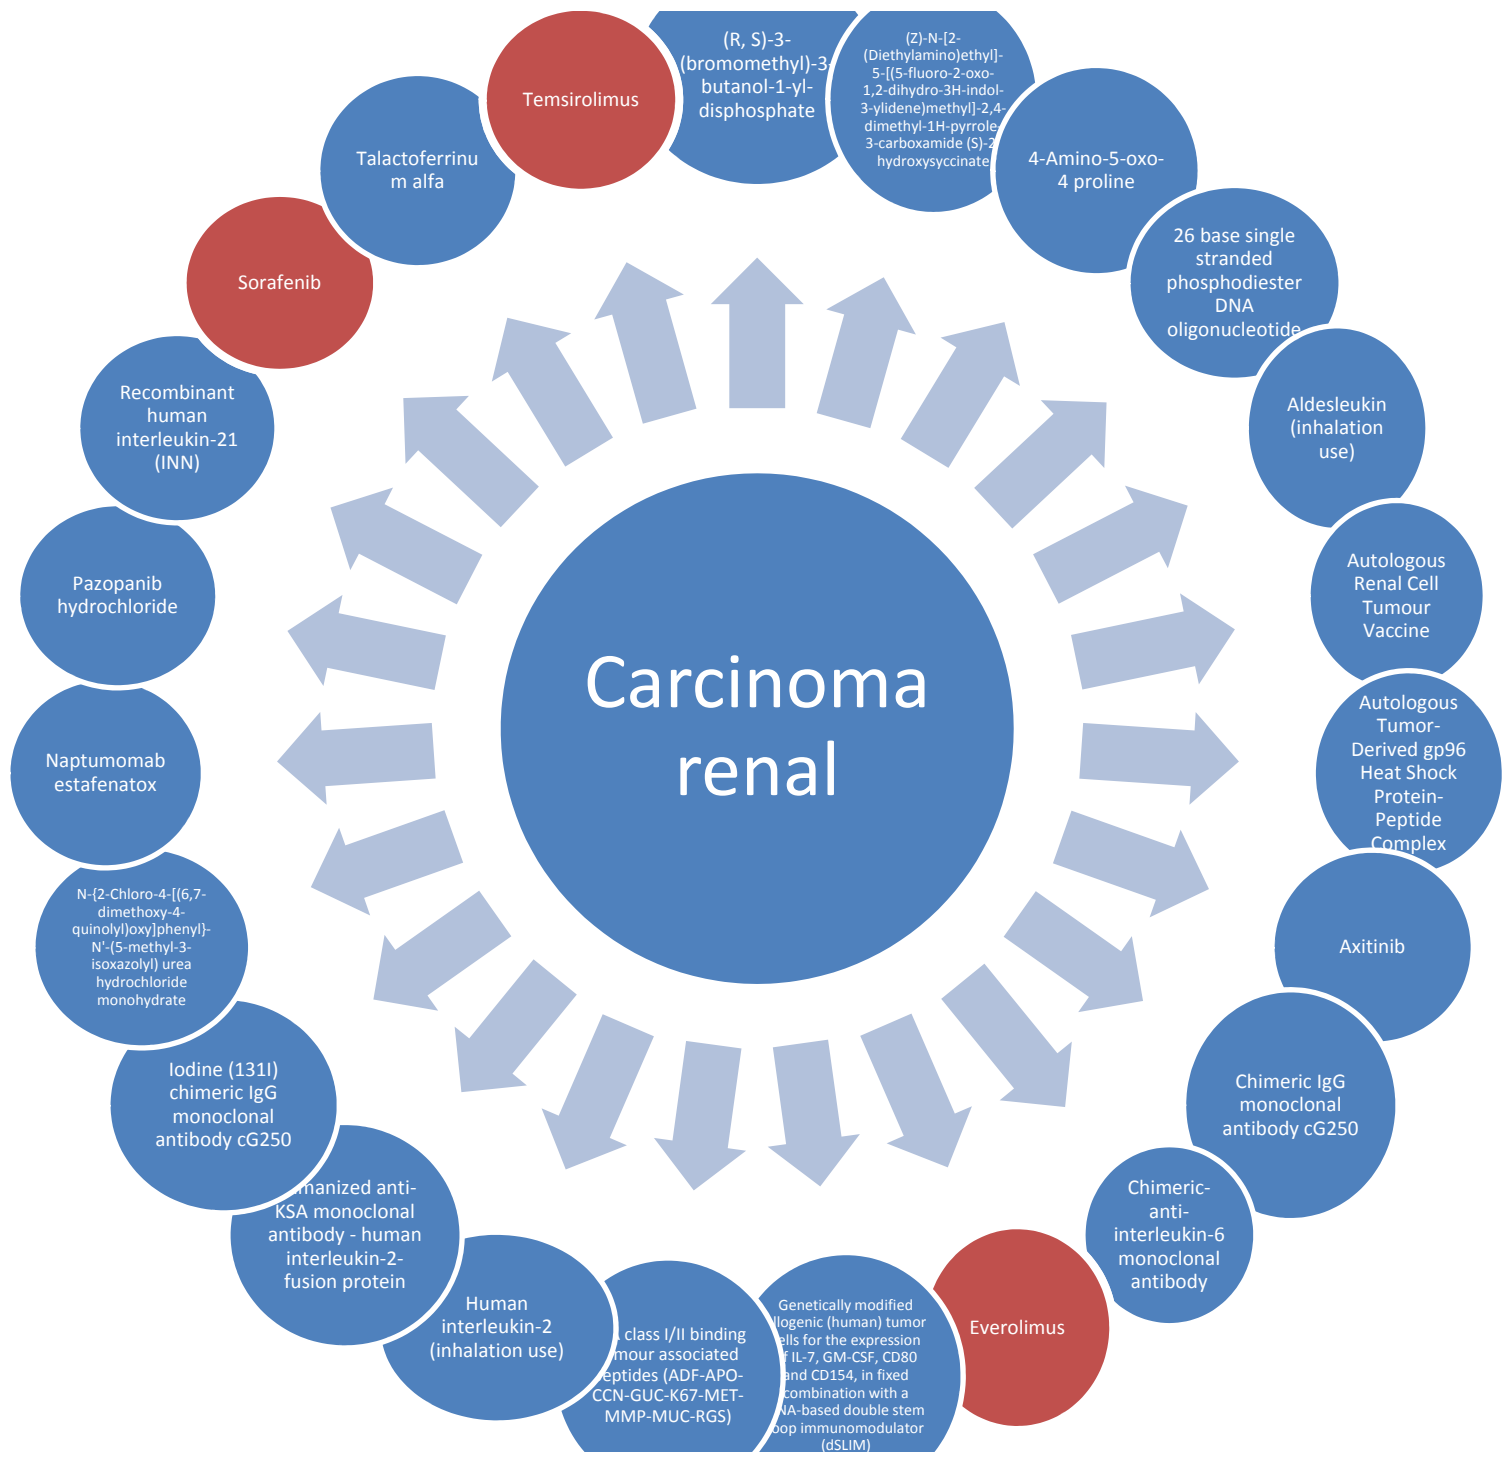 Carcinoma
renal
(R, S)-3-
(bromomethyl)-3-
butanol-1-yl-
disphosphate
(Z)-N-[2-
(Diethylamino)ethyl]-
5-[(5-fluoro-2-oxo-
1,2-dihydro-3H-indol-
3-ylidene)methyl]-2,4-
dimethyl-1H-pyrrole-
3-carboxamide (S)-2-
hydroxysyccinate
4-Amino-5-oxo-
4 proline
26 base single
stranded
phosphodiester
DNA
oligonucleotide
Aldesleukin
(inhalation
use)
Autologous
Renal Cell
Tumour
Vaccine
Autologous
Tumor-
Derived gp96
Heat Shock
Protein-
Peptide
Complex
Axitinib
Chimeric IgG
monoclonal
antibody cG250
Chimeric-
anti-
interleukin-6
monoclonal
antibody
Everolimus
Genetically modified
(human) tumor
for the expression
IL-7, GM-CSF, CD80
and CD154, in fixed
combination with a
double stem
immunomodulator
(dSLIM)
class I/II binding
associated
(ADF-APO-
CCN-GUC-K67-MET-
MMP-MUC-RGS)
Human
interleukin-2
(inhalation use)
anti-
KSA monoclonal
antibody - human
interleukin-2-
fusion protein
Iodine (131I)
chimeric IgG
monoclonal
antibody cG250
N-{2-Chloro-4-[(6,7-
dimethoxy-4-
quinolyl)oxy]phenyl}-
N'-(5-methyl-3-
isoxazolyl) urea
hydrochloride
monohydrate
Naptumomab
estafenatox
Pazopanib
hydrochloride
Recombinant
human
interleukin-21
(INN)
Sorafenib
Talactoferrinu
m alfa
Temsirolimus